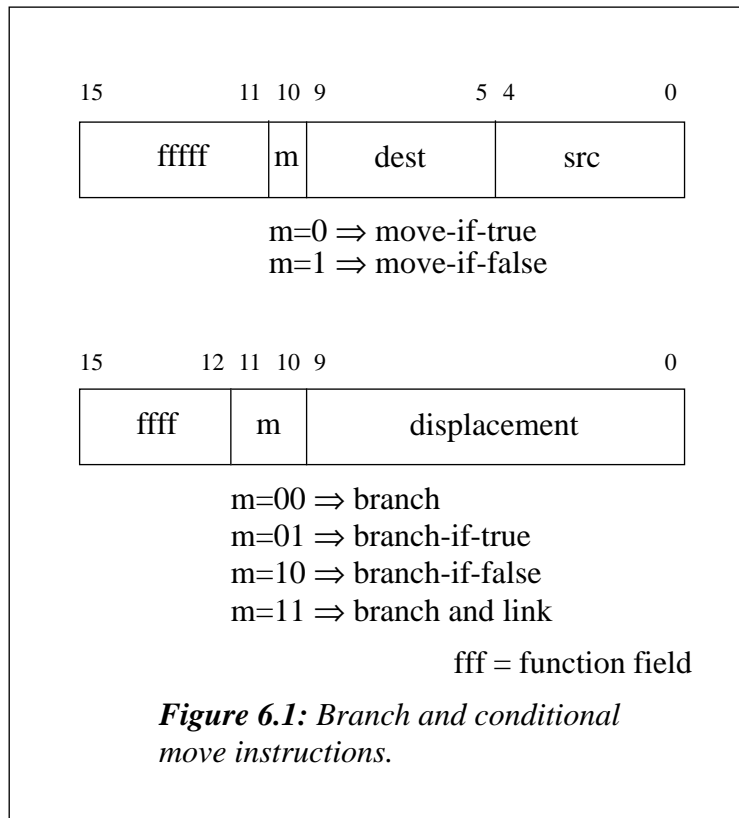 15 11 10 9 5 4 0
fffff m dest src
m=0 ⇒ move-if-true
m=1 ⇒ move-if-false
15 12 11 10 9 0
ffff m displacement
m=00 ⇒ branch
m=01 ⇒ branch-if-true
m=10 ⇒ branch-if-false
m=11 ⇒ branch and link
fff = function field
Figure 6.1: Branch and conditional
move instructions.